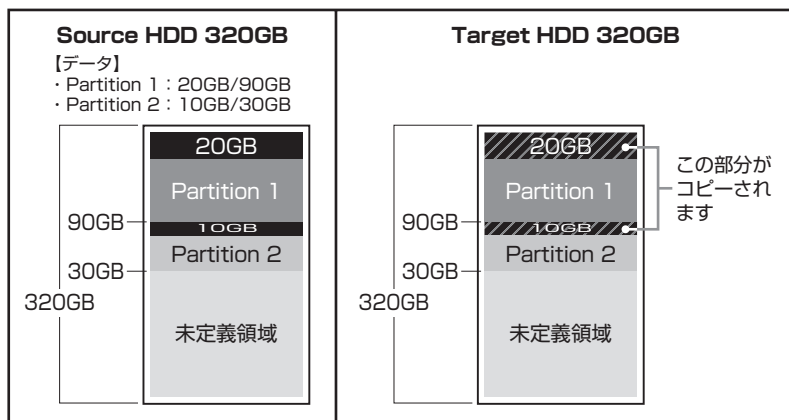 Source HDD 320GB
【データ】
・Partition 1：20GB/90GB
・Partition 2：10GB/30GB
20GB
Partition 1
90GB
10GB
Partition 2
30GB
320GB
未定義領域
Target HDD 320GB
20GB
Partition 1
90GB
10GB
Partition 2
30GB
320GB
未定義領域
この部分が
コピーされ
ます